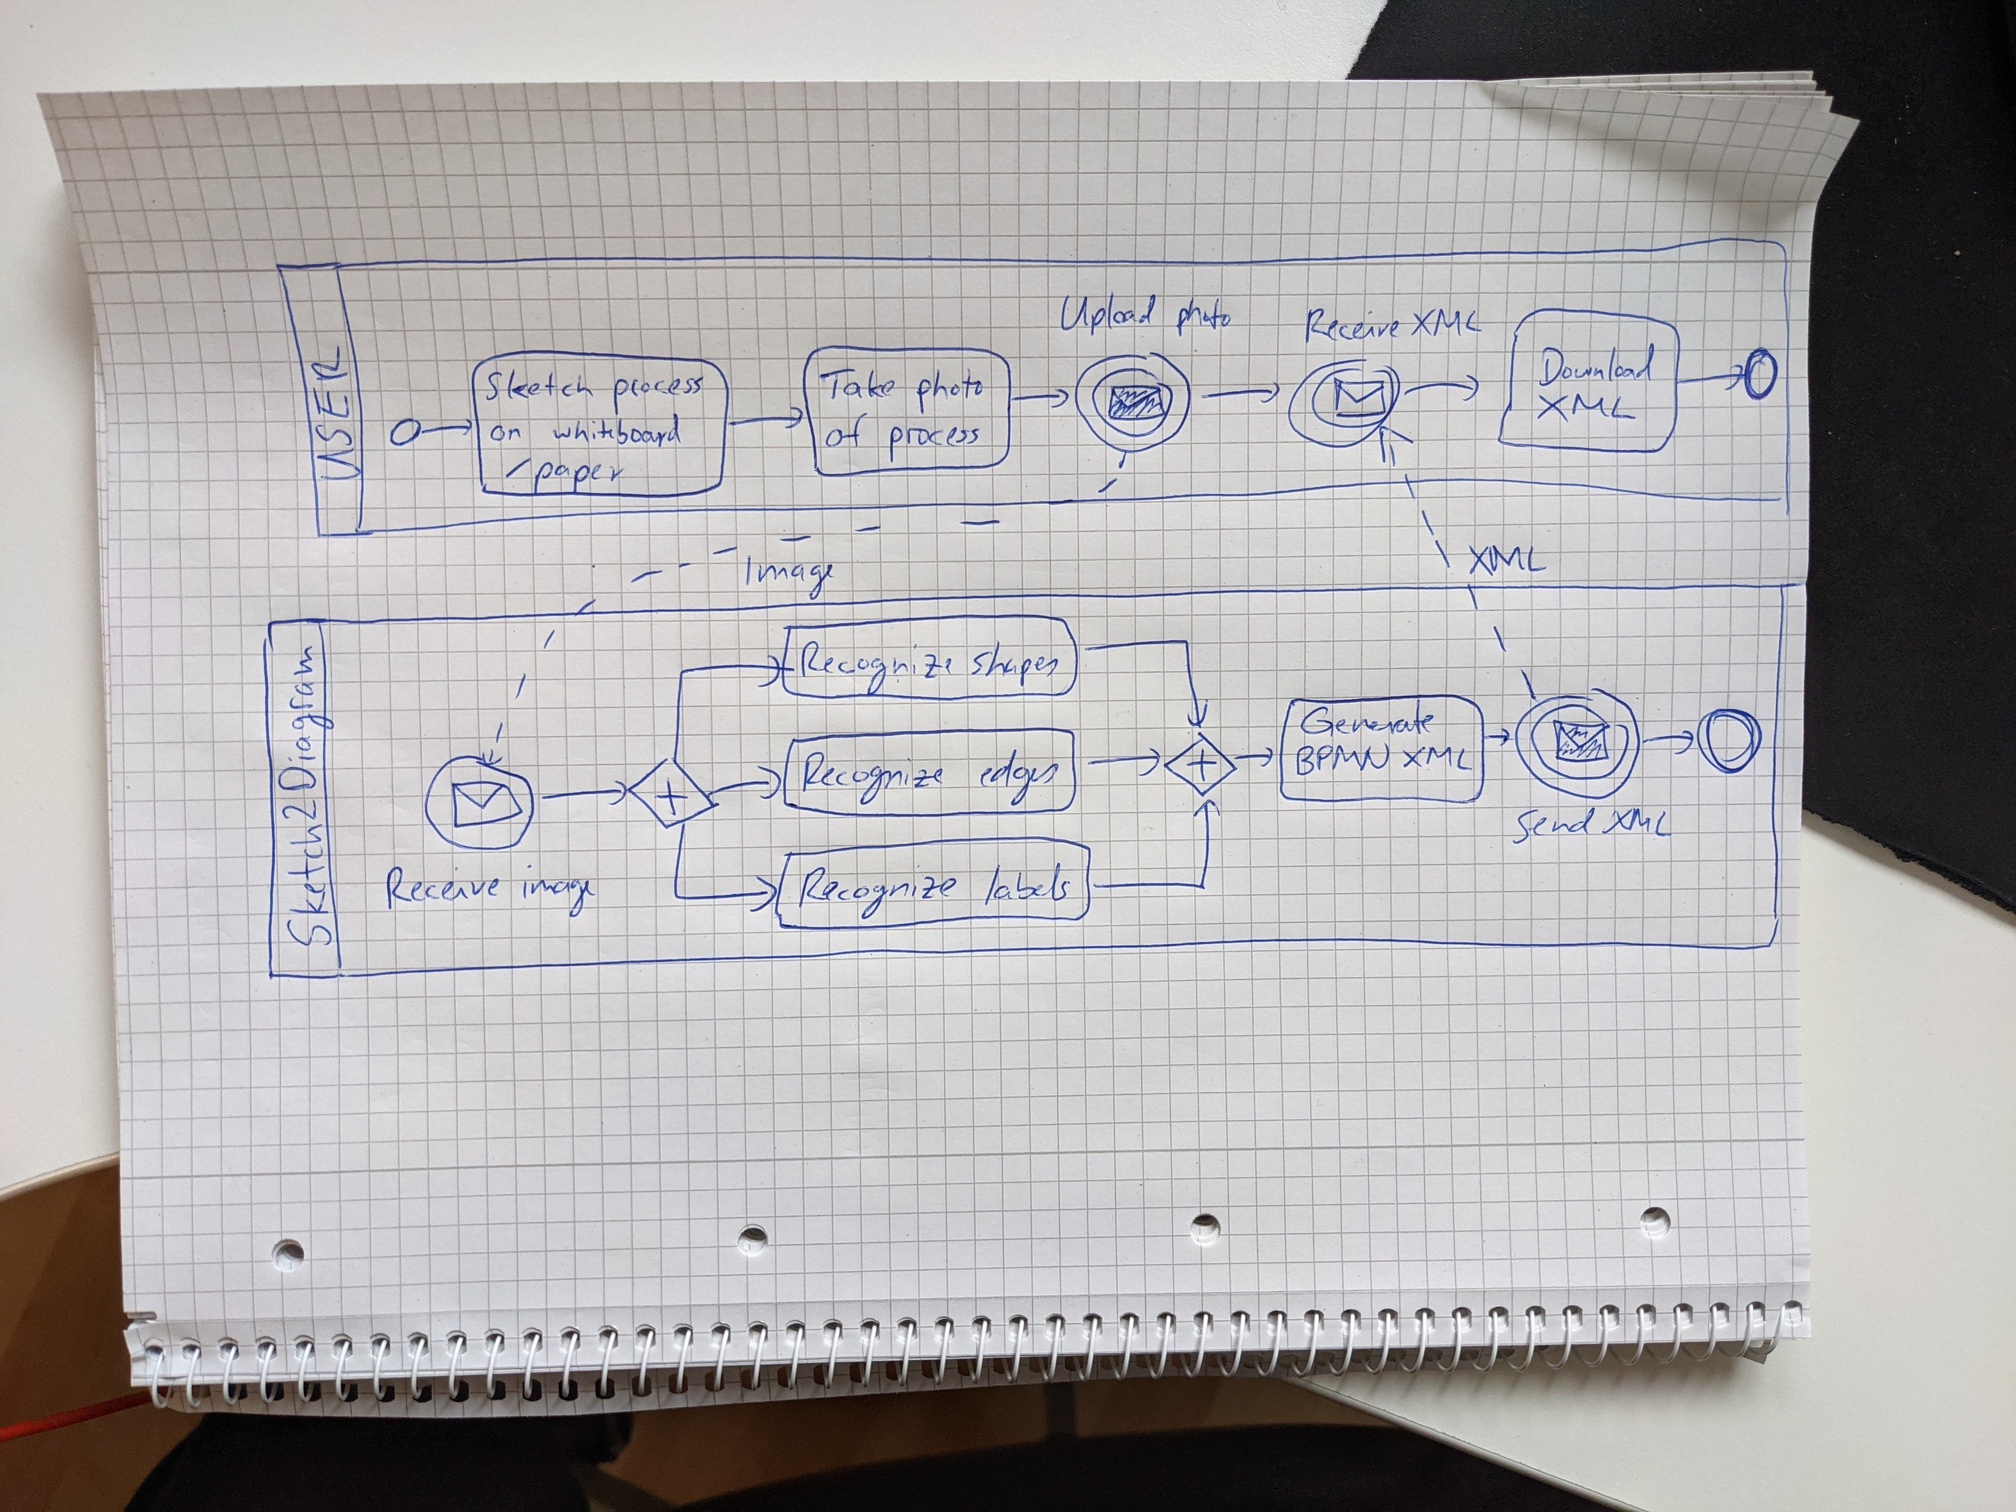 USER
Sketch process
on whiteboard
/paper
Take photo
of process
Upload photo
Receive XML
Download
XML
Image
XML
Sketch2Diagram
Receive image
Recognize shapes
Recognize edges
Recognize labels
Generate
BPMN XML
Send XML